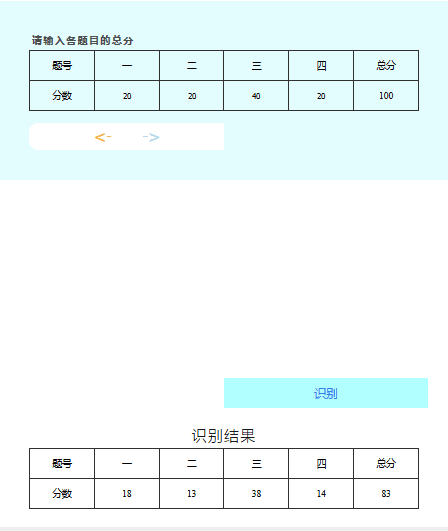 请输入各题目的总分
题号 一 二 三 四 总分
分数 20 20 40 20 100
<- ->
识别
识别结果
题号 一 二 三 四 总分
分数 18 13 38 14 83